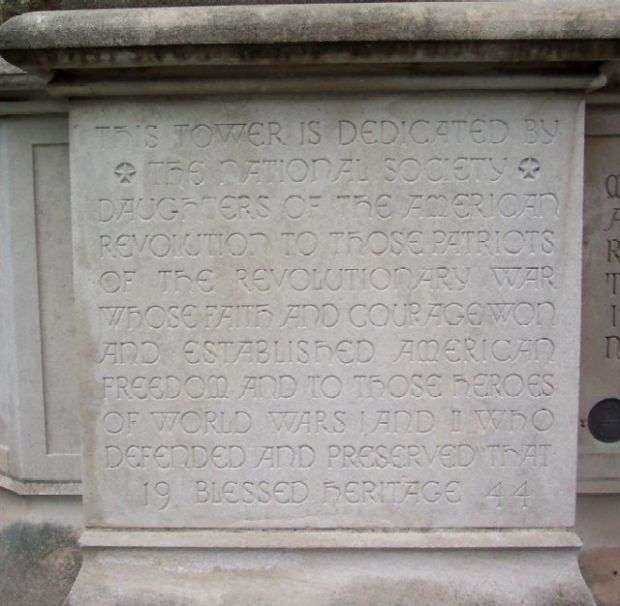 THIS TOWER IS DEDICATED BY
THE NATIONAL SOCIETY
DAUGHTERS OF THE AMERICAN
REVOLUTION TO THOSE PATRIOTS
OF THE REVOLUTIONARY WAR
WHOSE FAITH AND COURAGE WON
AND ESTABLISHED AMERICAN
FREEDOM AND TO THOSE HEROES
OF WORLD WARS I AND II WHO
DEFENDED AND PRESERVED THAT
19 BLESSED HERITAGE 44